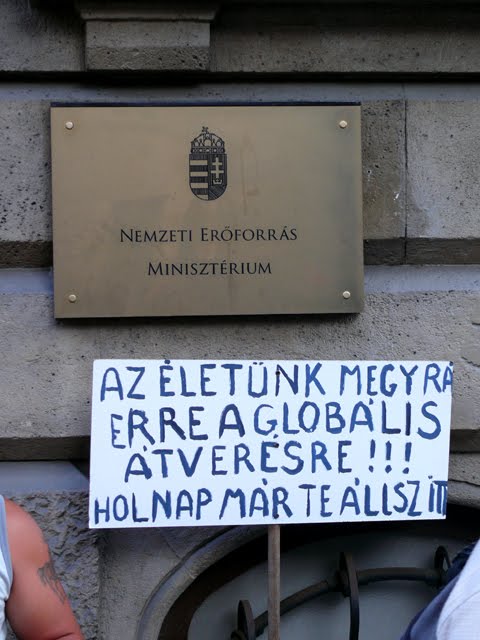 NEMZETI ERŐFORRÁS
MINISZTÉRIUM
AZ ÉLETÜNK MEGY RÁ
ERRE A GLOBÁLIS
ÁTVERÉSRE!!!
HOLNAP MÁR TE ÁLLSZ ITT